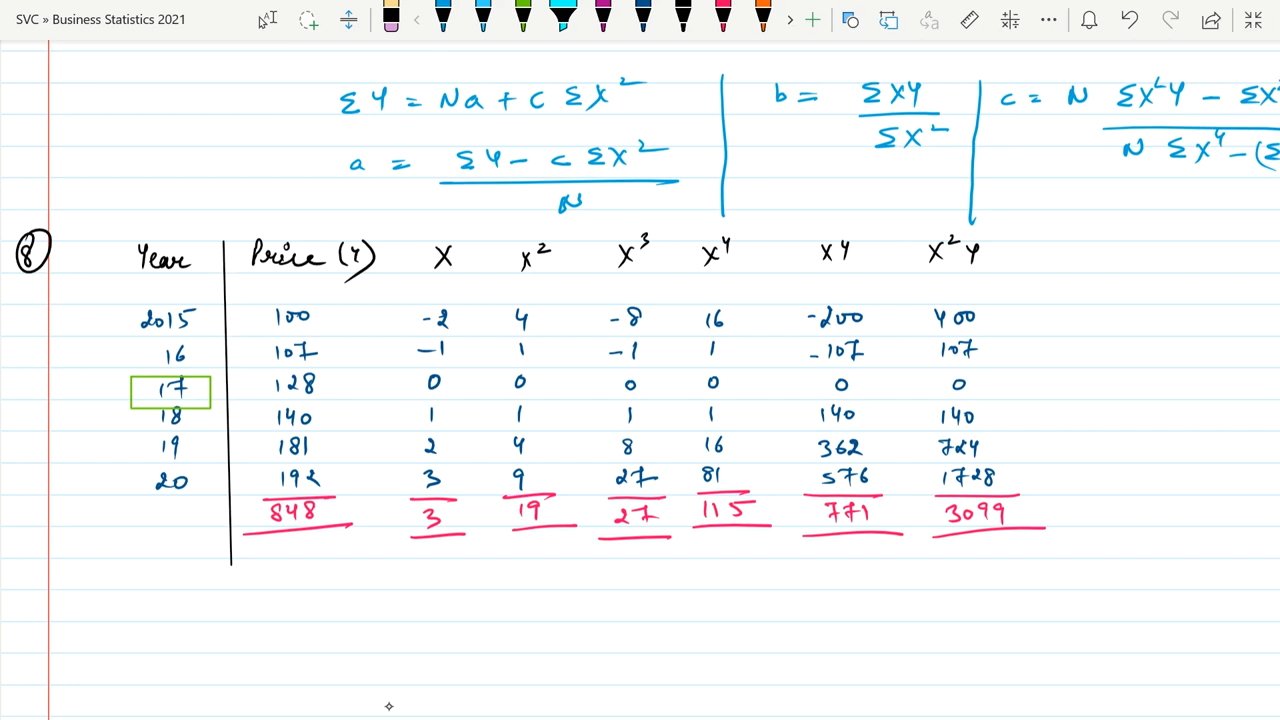 SVC » Business Statistics 2021
ΣY = Na + c ΣX²
b = ΣXY / ΣX²
c = N ΣX²Y – ΣX²
N ΣX⁴ – (Σ
a = ΣY – c ΣX² / N
8 Year Price (Y) X X² X³ X⁴ XY X²Y
2015 100 -2 4 -8 16 -200 400
16 107 -1 1 -1 1 -107 107
17 128 0 0 0 0 0 0
18 140 1 1 1 1 140 140
19 181 2 4 8 16 362 724
20 192 3 9 27 81 576 1728
848 3 19 27 115 771 3099